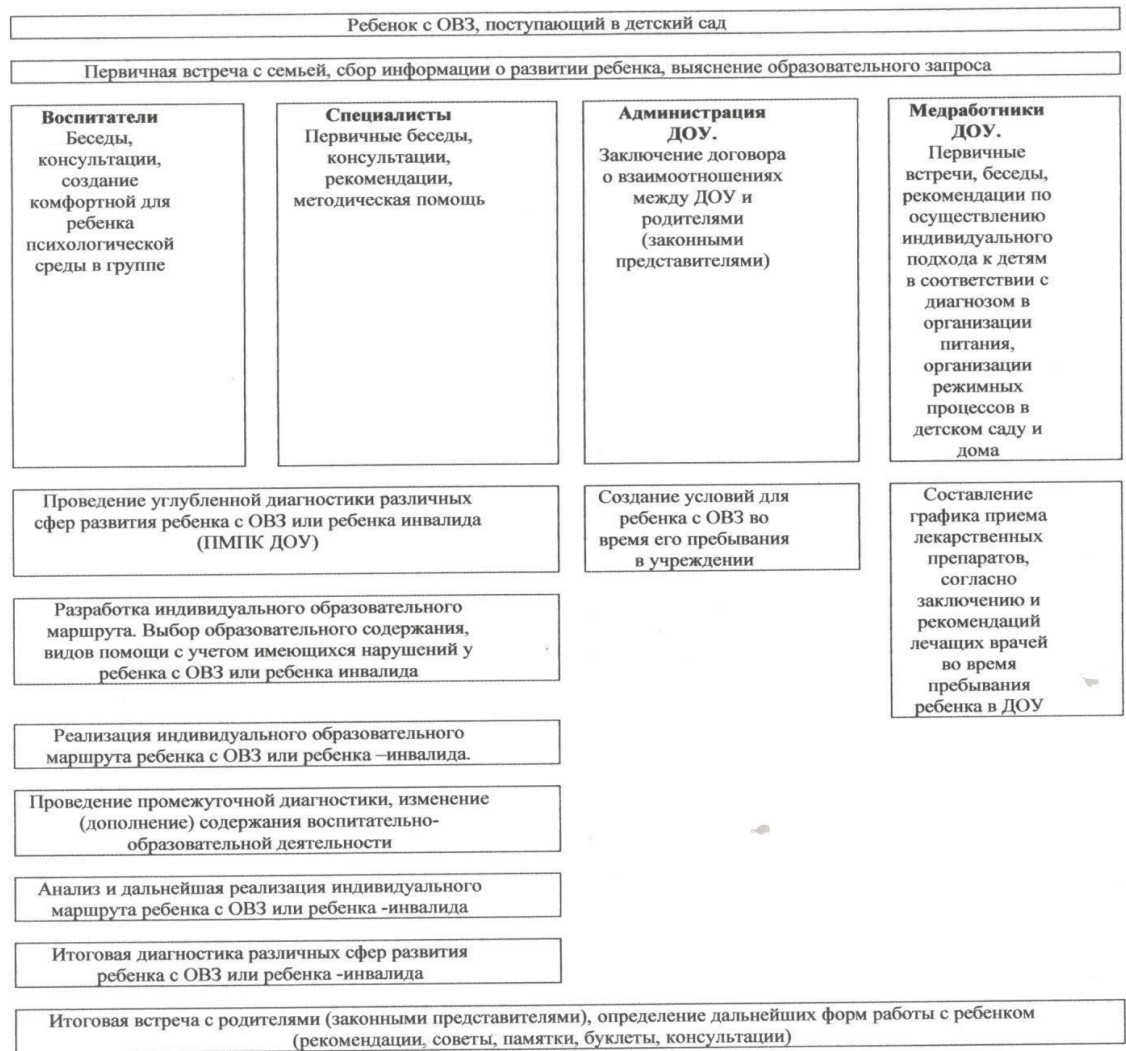 Ребенок с ОВЗ, поступающий в детский сад
Первичная встреча с семьей, сбор информации о развитии ребенка, выяснение образовательного запроса
Воспитатели
Беседы,
консультации,
создание
комфортной для
ребенка
психологической
среды в группе
Специалисты
Первичные беседы,
консультации,
рекомендации,
методическая помощь
Администрация
ДОУ.
Заключение договора
о взаимоотношениях
между ДОУ и
родителями
(законными
представителями)
Медработники
ДОУ.
Первичные
встречи, беседы,
рекомендации по
осуществлению
индивидуального
подхода к детям
в соответствии с
диагнозом в
организации
питания,
организации
режимных
процессов в
детском саду и
дома
Проведение углубленной диагностики различных
сфер развития ребенка с ОВЗ или ребенка инвалида
(ПМПК ДОУ)
Создание условий для
ребенка с ОВЗ во
время его пребывания
в учреждении
Составление
графика приема
лекарственных
препаратов,
согласно
заключению и
рекомендаций
лечащих врачей
во время
пребывания
ребенка в ДОУ
Разработка индивидуального образовательного
маршрута. Выбор образовательного содержания,
видов помощи с учетом имеющихся нарушений у
ребенка с ОВЗ или ребенка инвалида
Реализация индивидуального образовательного
маршрута ребенка с ОВЗ или ребенка –инвалида.
Проведение промежуточной диагностики, изменение
(дополнение) содержания воспитательно-
образовательной деятельности
Анализ и дальнейшая реализация индивидуального
маршрута ребенка с ОВЗ или ребенка -инвалида
Итоговая диагностика различных сфер развития
ребенка с ОВЗ или ребенка -инвалида
Итоговая встреча с родителями (законными представителями), определение дальнейших форм работы с ребенком
(рекомендации, советы, памятки, буклеты, консультации)